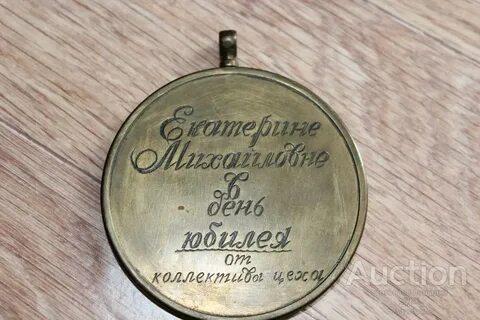 Екатерине
Михайловне
в
день
юбилея
от
коллектива цеха
Auction